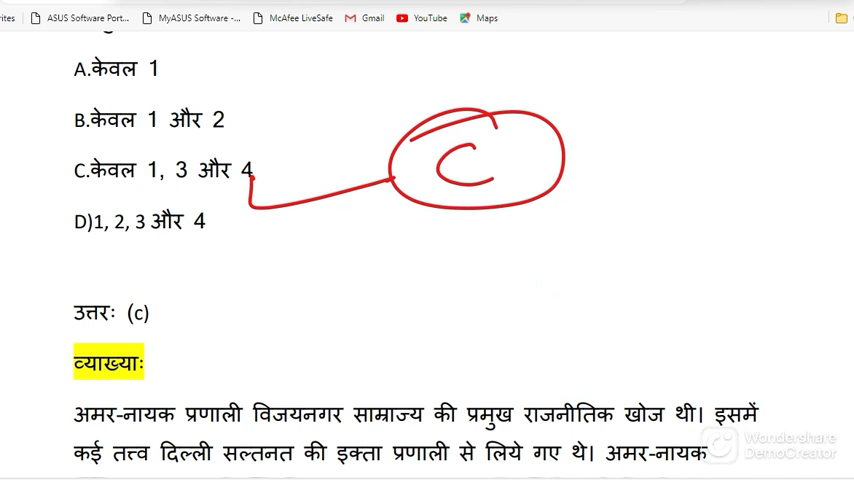 ites ASUS Software Port... MyASUS Software -... McAfee LiveSafe Gmail YouTube Maps
A.केवल 1
B.केवल 1 और 2
C.केवल 1, 3 और 4
C
D)1, 2, 3 और 4
उत्तरः (c)
व्याख्याः
अमर-नायक प्रणाली विजयनगर साम्राज्य की प्रमुख राजनीतिक खोज थी। इसमें
कई तत्त्व दिल्ली सल्तनत की इक्ता प्रणाली से लिये गए थे। अमर-नायक
Wondershare
DemoCreator